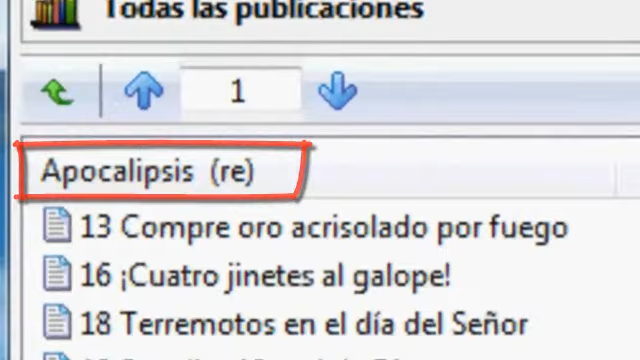 Todas las publicaciones
1
Apocalipsis (re)
13 Compre oro acrisolado por fuego
16 ¡Cuatro jinetes al galope!
18 Terremotos en el día del Señor